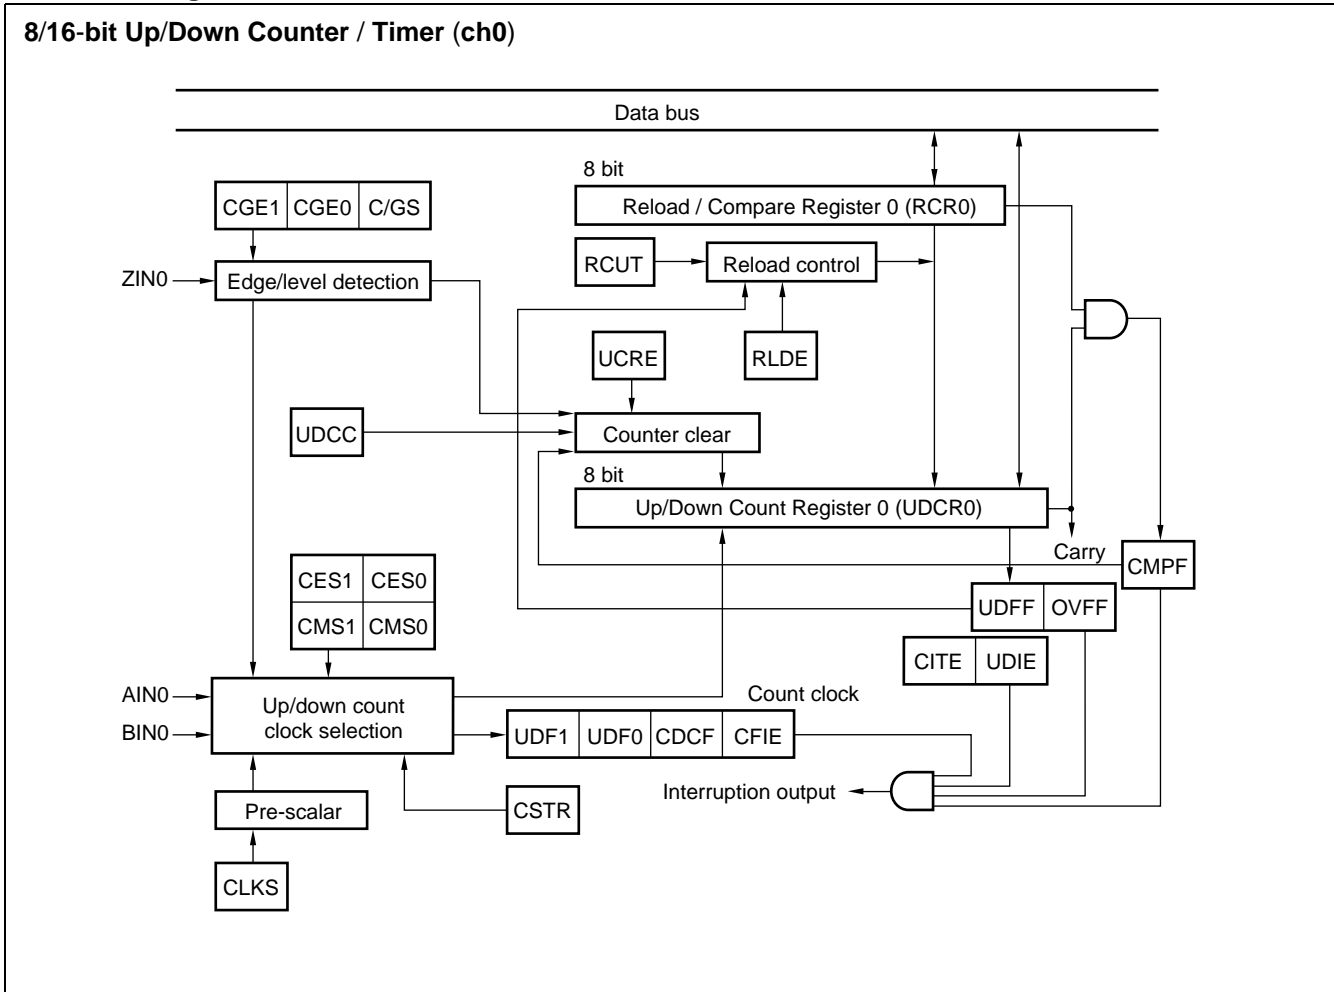 8/16-bit Up/Down Counter / Timer (ch0)
Data bus
8 bit
CGE1 CGE0 C/GS
Reload / Compare Register 0 (RCR0)
RCUT
Reload control
ZIN0
Edge/level detection
UCRE
RLDE
UDCC
Counter clear
8 bit
Up/Down Count Register 0 (UDCR0)
Carry
CMPF
CES1 CES0
CMS1 CMS0
UDFF OVFF
CITE UDIE
AIN0
BIN0
Up/down count
clock selection
Count clock
UDF1 UDF0 CDCF CFIE
Interruption output
Pre-scalar
CSTR
CLKS